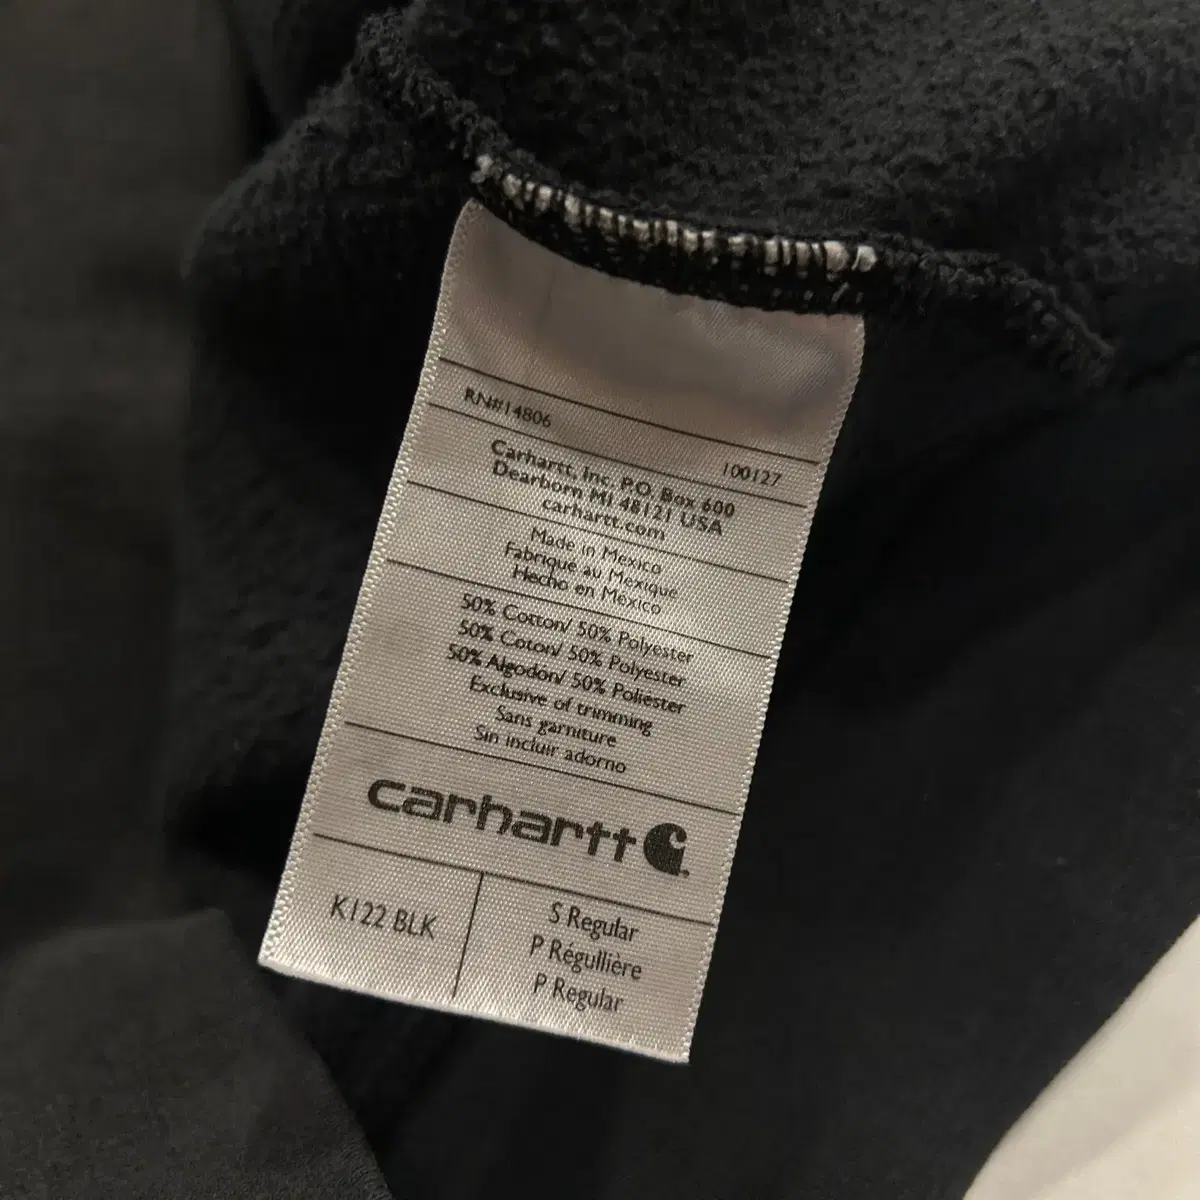 RN#14806
100127
Carhartt, Inc. P.O. Box 600
Dearborn MI 48121 USA
carhartt.com
Made in Mexico
Fabrique au Mexique
Hecho en Mexico
50% Cotton/ 50% Polyester
50% Coton/ 50% Polyester
50% Algodon/ 50% Poliester
Exclusive of trimming
Sans garniture
Sin incluir adorno
carhartt
K122 BLK
S Regular
P Régullière
P Regular